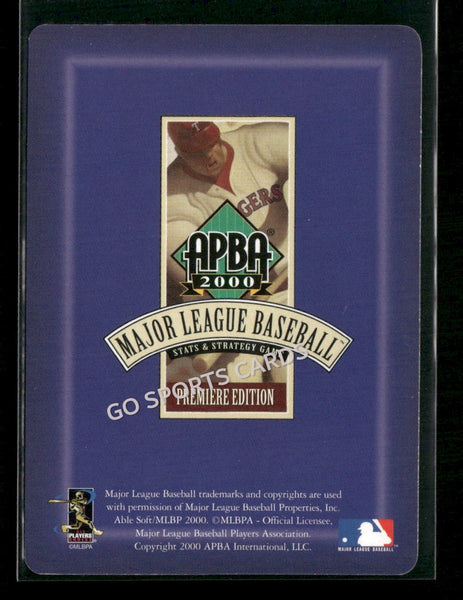 T
GERS
APBA®
2000
MAJOR LEAGUE BASEBALL™
STATS & STRATEGY GAME
GO SPORTS CARDS
PREMIERE EDITION
Major League Baseball trademarks and copyrights are used
with permission of Major League Baseball Properties, Inc.
Able Soft/MLBP 2000. ©MLBPA - Official Licensee,
Major League Baseball Players Association.
Copyright 2000 APBA International, LLC.
PLAYERS
©MLBPA
MAJOR LEAGUE BASEBALL